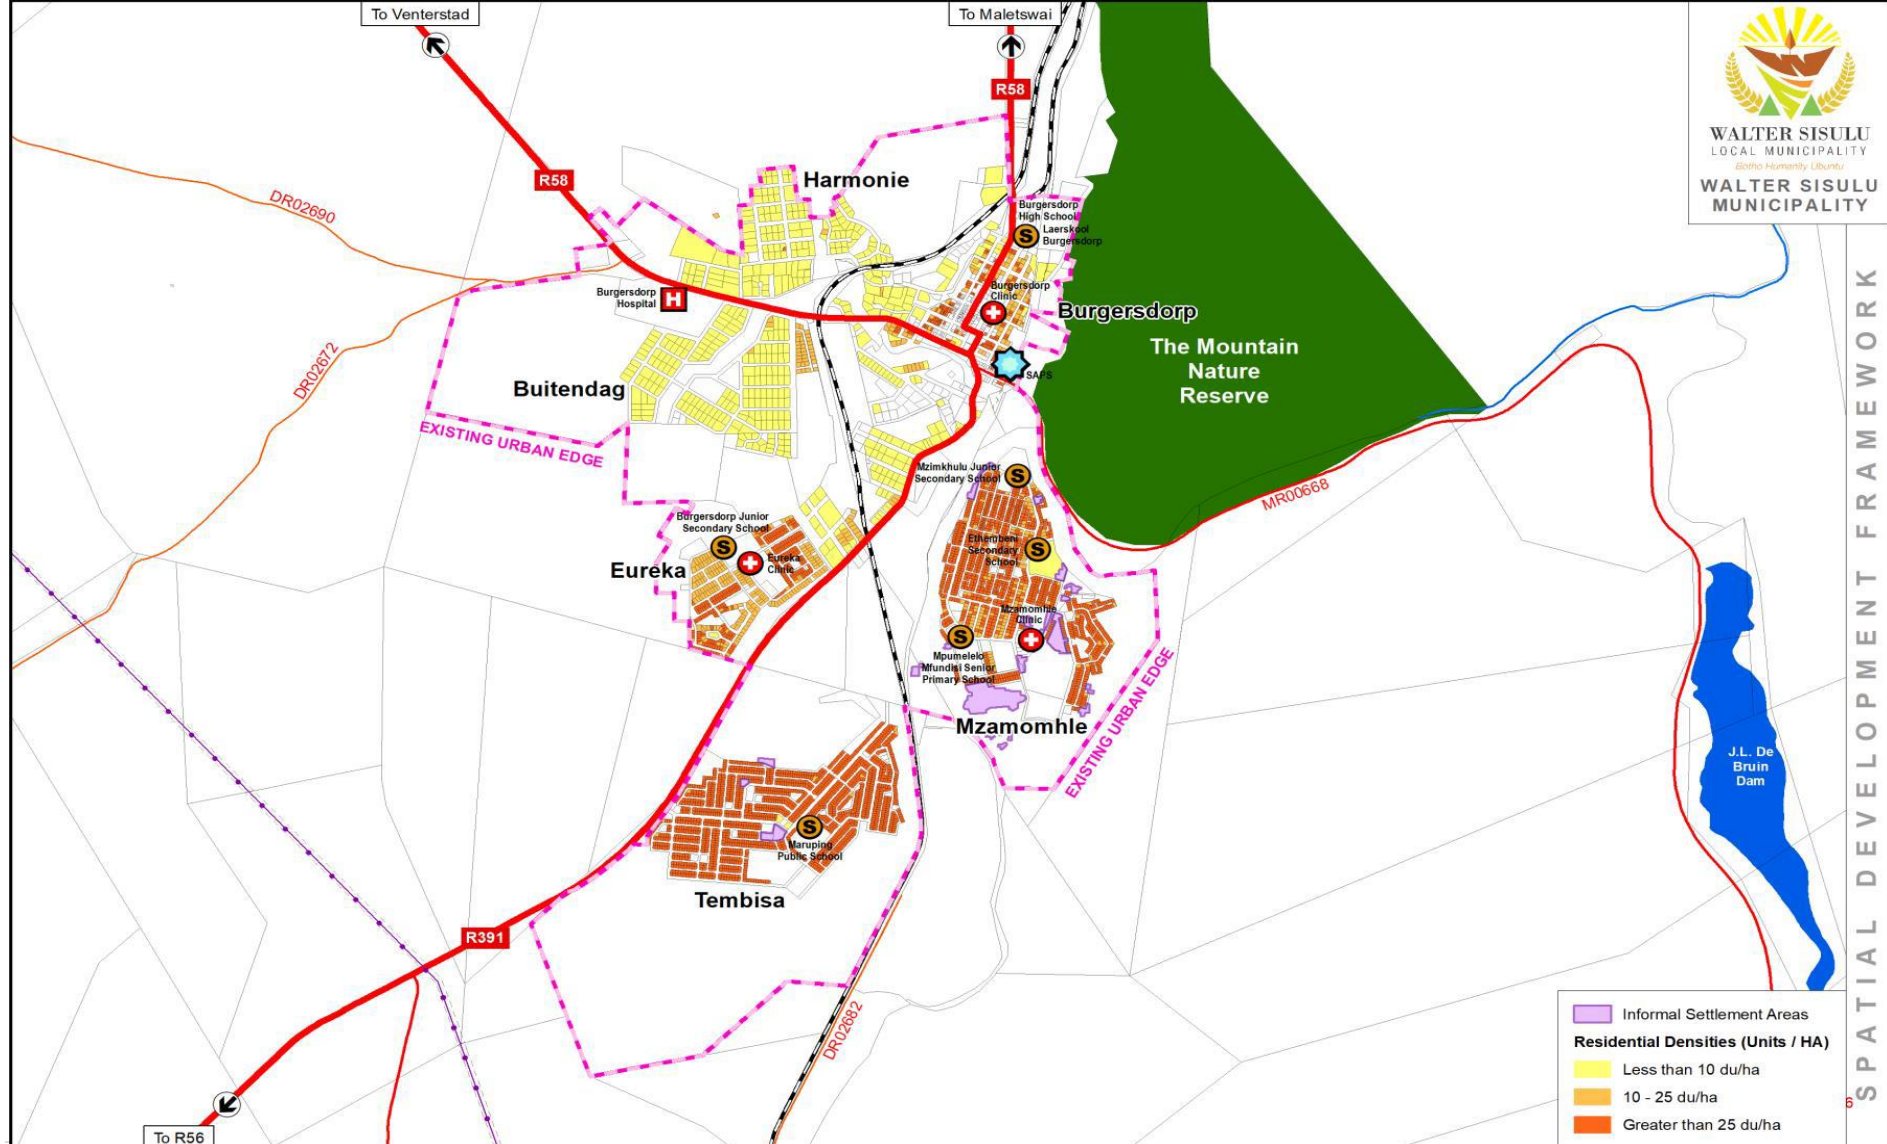 To Venterstad
To Maletswai
R58
R58
DR02690
DR02672
Harmonie
Burgersdorp
High School
Laerskool
Burgersdorp
Burgersdorp
Hospital
H
Burgersdorp
Clinic
Burgersdorp
SAPS
The Mountain
Nature
Reserve
Buitendag
EXISTING URBAN EDGE
Mzimkhulu Junior
Secondary School
MR00668
Burgersdorp Junior
Secondary School
Eureka
Eureka
Clinic
Ethembeni
Secondary
School
Mzamomhle
Clinic
Mpumelelo
Mfundisi Senior
Primary School
Mzamomhle
EXISTING URBAN EDGE
J.L. De
Bruin
Dam
S
S
S
S
S
S
Maruping
Public School
Tembisa
R391
DR02682
To R56
WALTER SISULU
LOCAL MUNICIPALITY
Botho Humanity Ubuntu
WALTER SISULU
MUNICIPALITY
SPATIAL DEVELOPMENT FRAMEWORK
Informal Settlement Areas
Residential Densities (Units / HA)
Less than 10 du/ha
10 - 25 du/ha
Greater than 25 du/ha
6